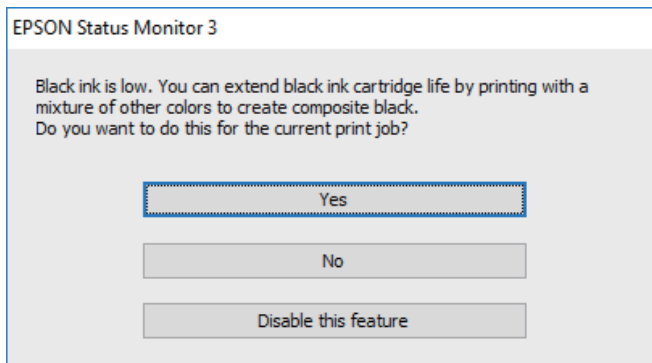 EPSON Status Monitor 3
Black ink is low. You can extend black ink cartridge life by printing with a
mixture of other colors to create composite black.
Do you want to do this for the current print job?
Yes
No
Disable this feature